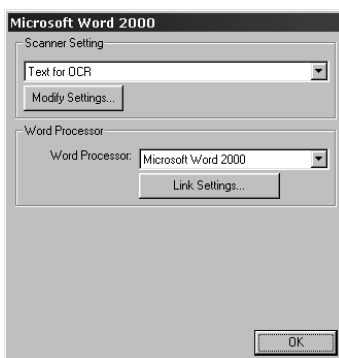 Microsoft Word 2000
Scanner Setting
Text for OCR
Modify Settings...
Word Processor
Word Processor: Microsoft Word 2000
Link Settings...
OK